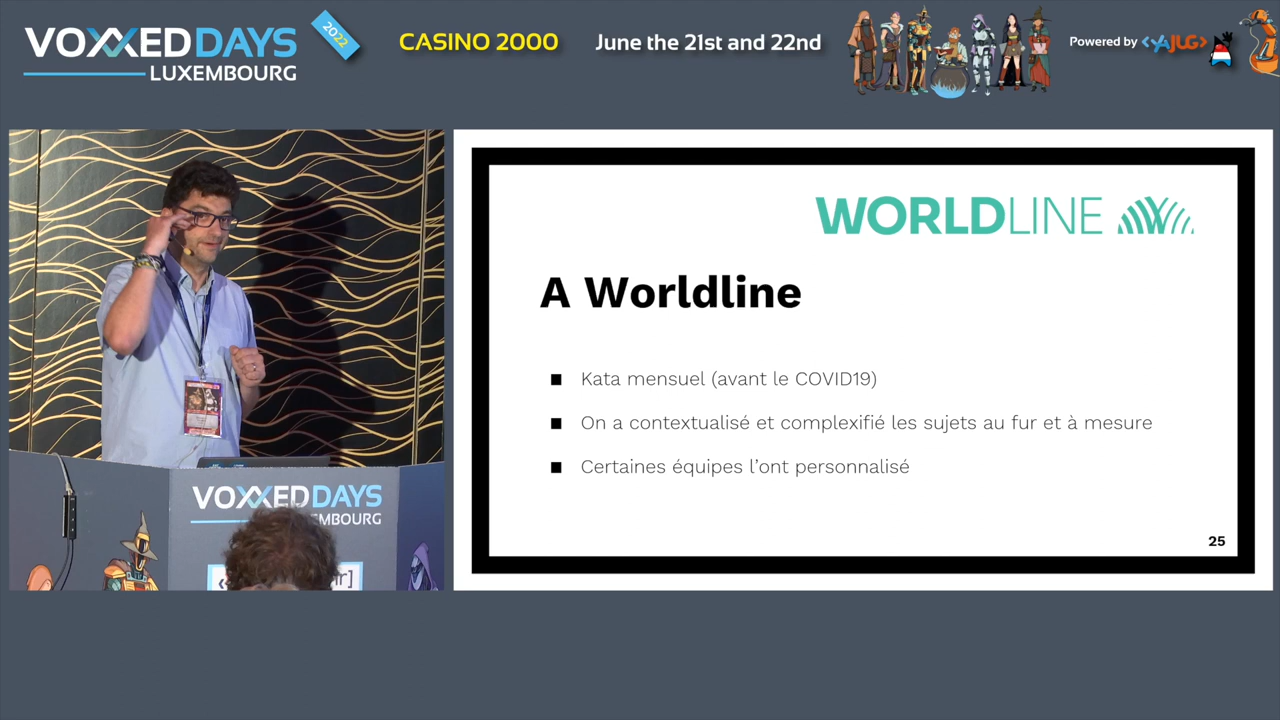 VOXXED DAYS
LUXEMBOURG
2022
CASINO 2000
June the 21st and 22nd
Powered by <YAJUG>
WORLDLINE
A Worldline
■ Kata mensuel (avant le COVID19)
■ On a contextualisé et complexifié les sujets au fur et à mesure
■ Certaines équipes l’ont personnalisé
25
VOXXED DAYS